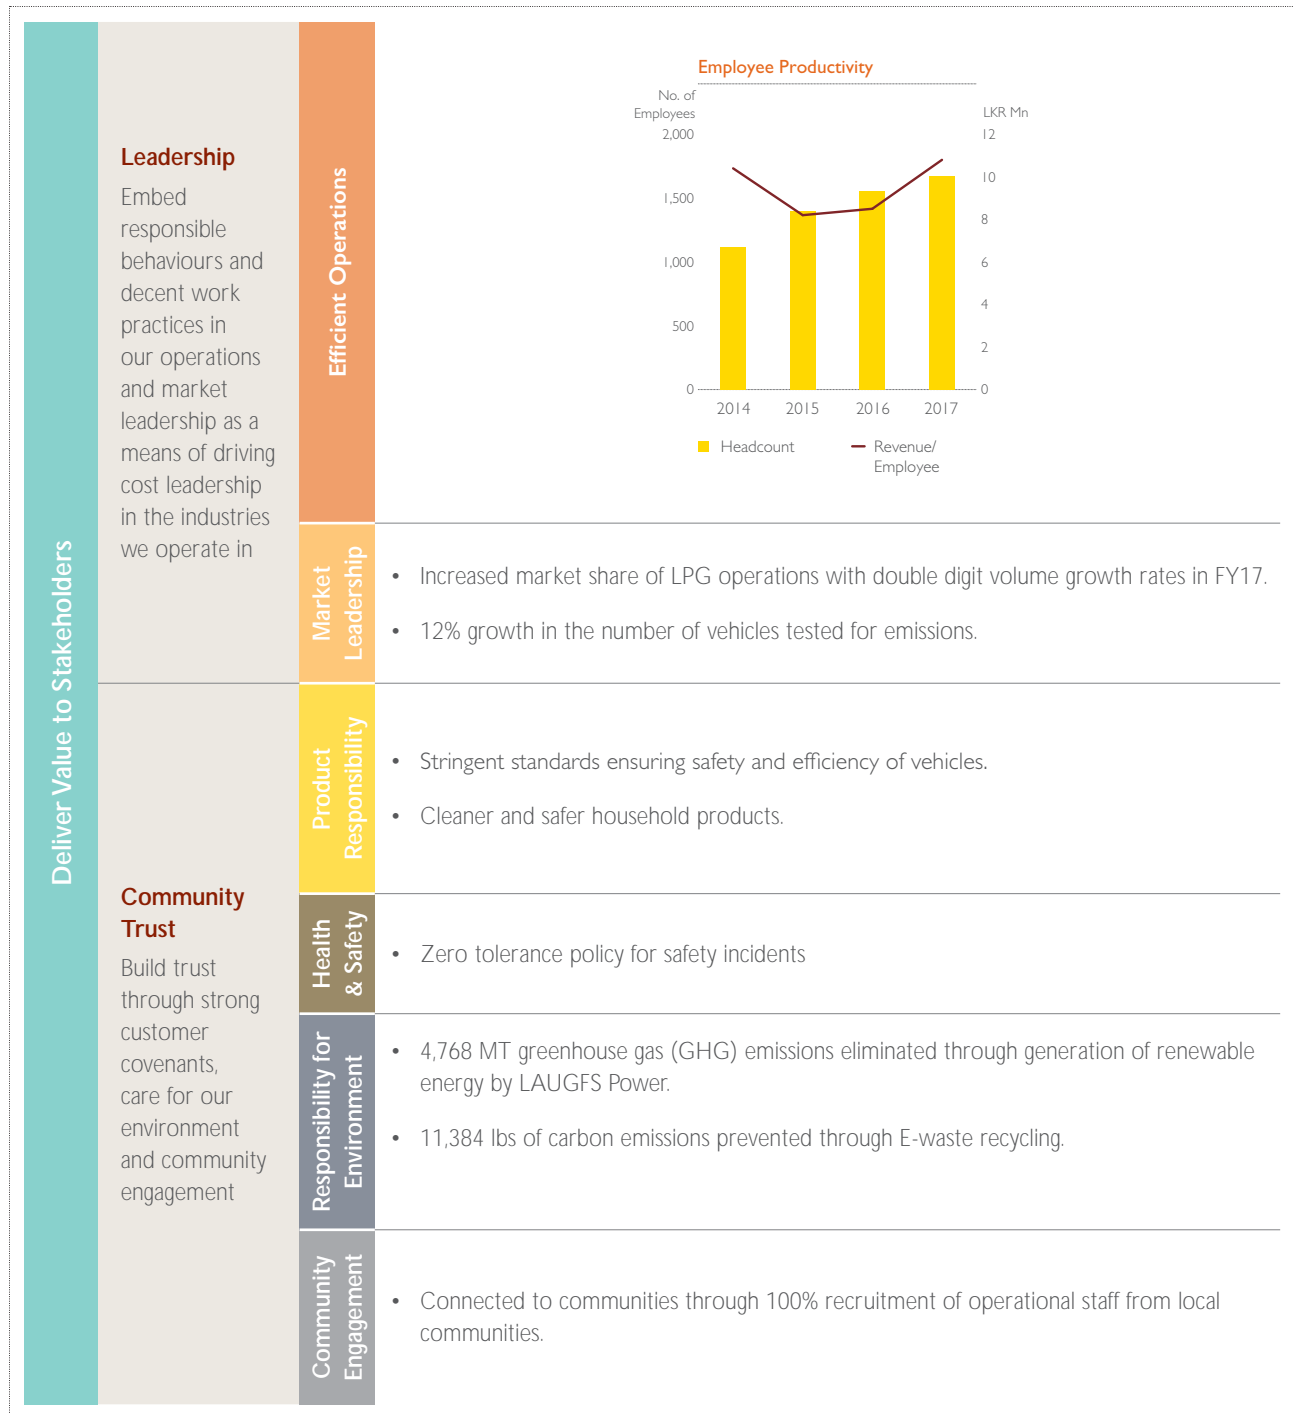 Deliver Value to Stakeholders
Leadership
Embed
responsible
behaviours and
decent work
practices in
our operations
and market
leadership as a
means of driving
cost leadership
in the industries
we operate in
Efficient Operations
Employee Productivity
No. of
Employees
LKR Mn
2,000
12
10
1,500
8
1,000
6
4
500
2
0
0
2014
2015
2016
2017
Headcount
Revenue/
Employee
Market
Leadership
• Increased market share of LPG operations with double digit volume growth rates in FY17.
• 12% growth in the number of vehicles tested for emissions.
Community
Trust
Build trust
through strong
customer
covenants,
care for our
environment
and community
engagement
Product
Responsibility
• Stringent standards ensuring safety and efficiency of vehicles.
• Cleaner and safer household products.
Health
& Safety
• Zero tolerance policy for safety incidents
Responsibility for
Environment
• 4,768 MT greenhouse gas (GHG) emissions eliminated through generation of renewable
energy by LAUGFS Power.
• 11,384 lbs of carbon emissions prevented through E-waste recycling.
Community
Engagement
• Connected to communities through 100% recruitment of operational staff from local
communities.